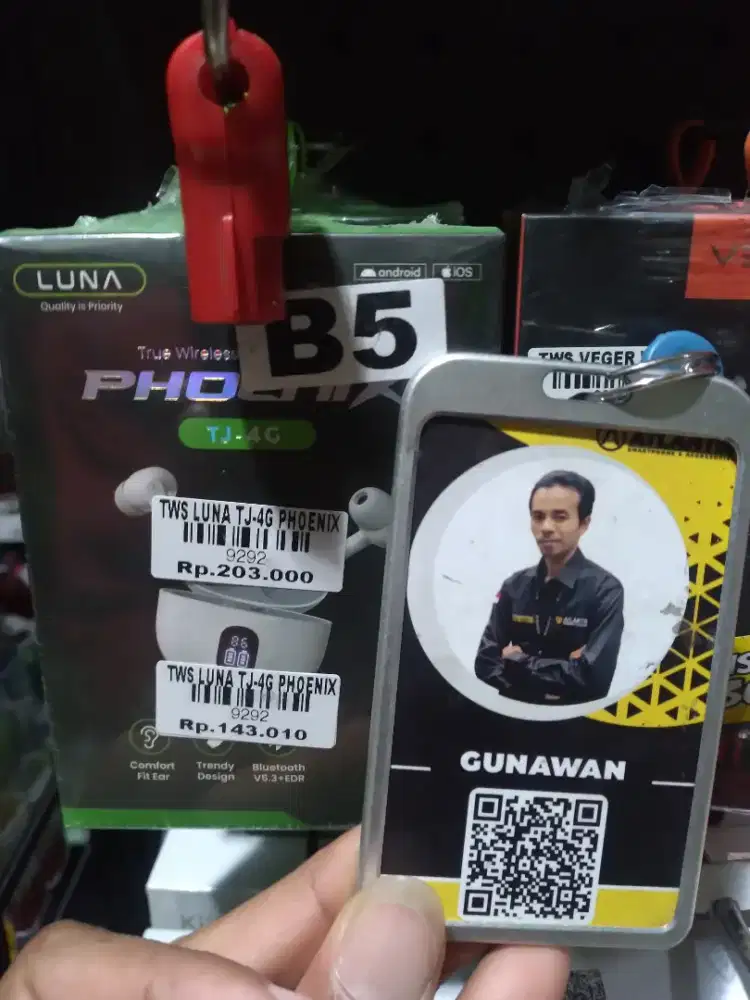 LUNA
Quality is Priority
android
iOS
B5
True Wireless
TJ-4G
TWS LUNA TJ-4G PHOENIX
9292
Rp.203.000
86
TWS LUNA TJ-4G PHOENIX
9292
Rp.143.010
Comfort
Fit Ear
Trendy
Design
Bluetooth
V5.3+EDR
TWS VEGER
SMARTPHONE &
GUNAWAN